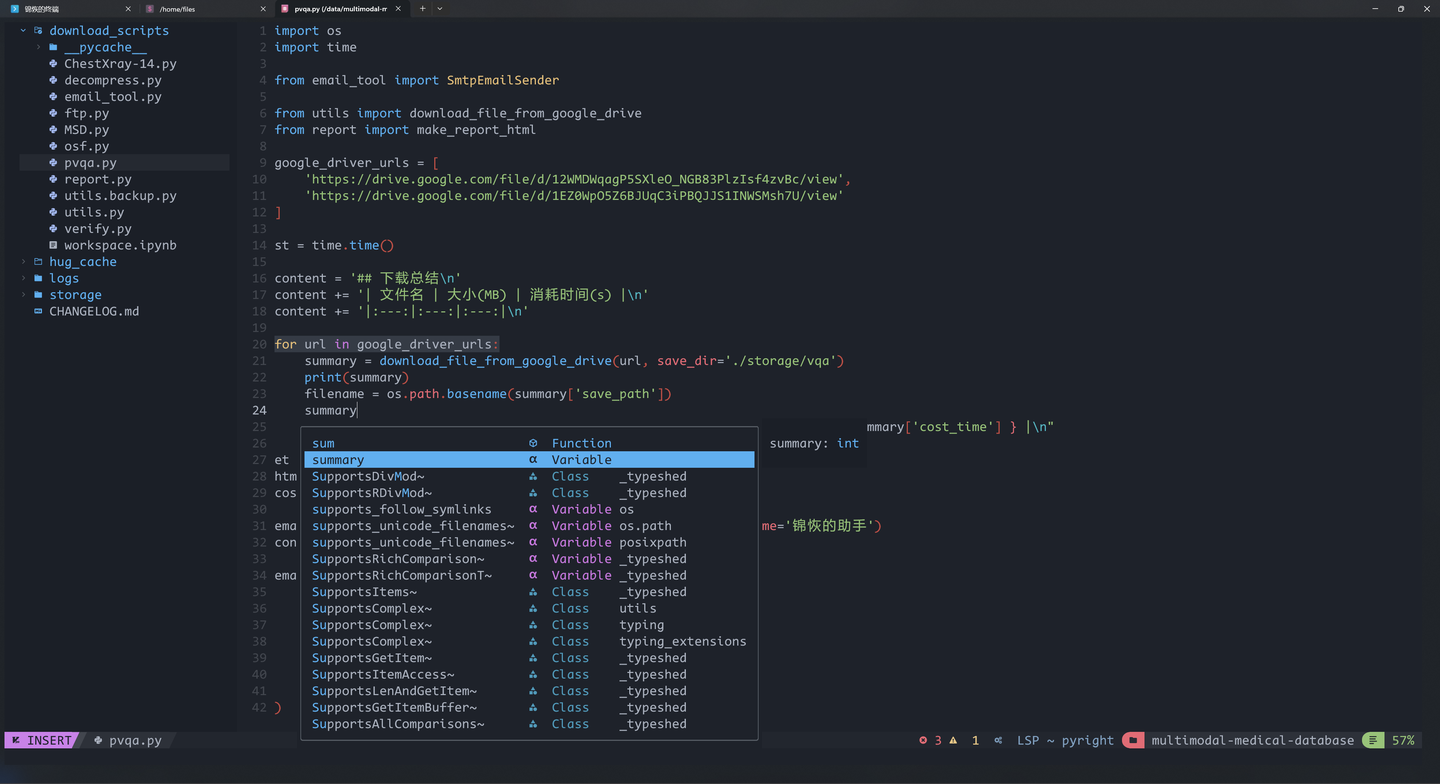 锦恢的终端
/home/files
pvqa.py (/data/multimodal-m
download_scripts
__pycache__
ChestXray-14.py
decompress.py
email_tool.py
ftp.py
MSD.py
osf.py
pvqa.py
report.py
utils.backup.py
utils.py
verify.py
workspace.ipynb
hug_cache
logs
storage
CHANGELOG.md
1 import os
2 import time
3
4 from email_tool import SmtpEmailSender
5
6 from utils import download_file_from_google_drive
7 from report import make_report_html
8
9 google_driver_urls = [
10 'https://drive.google.com/file/d/12WMDWqagP5SXleO_NGB83PlzIsf4zvBc/view',
11 'https://drive.google.com/file/d/1EZ0WpO5Z6BJUqC3iPBQJJS1INWSMsh7U/view'
12 ]
13
14 st = time.time()
15
16 content = '## 下载总结\n'
17 content += '| 文件名 | 大小(MB) | 消耗时间(s) |\n'
18 content += '|:---:|:---:|:---:|\n'
19
20 for url in google_driver_urls:
21 summary = download_file_from_google_drive(url, save_dir='./storage/vqa')
22 print(summary)
23 filename = os.path.basename(summary['save_path'])
24 summary
25 mmary['cost_time'] } |\n"
26
27 et
28 htm
29 cos
30
31 ema me='锦恢的助手')
32 con
33
34 ema
35
36
37
38
39
40
41
42 )
sum Function
summary α Variable
SupportsDivMod~ Class _typeshed
SupportsRDivMod~ Class _typeshed
supports_follow_symlinks α Variable os
supports_unicode_filenames~ α Variable os.path
supports_unicode_filenames~ α Variable posixpath
SupportsRichComparison~ α Variable _typeshed
SupportsRichComparisonT~ α Variable _typeshed
SupportsItems~ Class _typeshed
SupportsComplex~ Class utils
SupportsComplex~ Class typing
SupportsComplex~ Class typing_extensions
SupportsGetItem~ Class _typeshed
SupportsItemAccess~ Class _typeshed
SupportsLenAndGetItem~ Class _typeshed
SupportsGetItemBuffer~ Class _typeshed
SupportsAllComparisons~ Class _typeshed
summary: int
INSERT pvqa.py 3 1 LSP ~ pyright multimodal-medical-database 57%